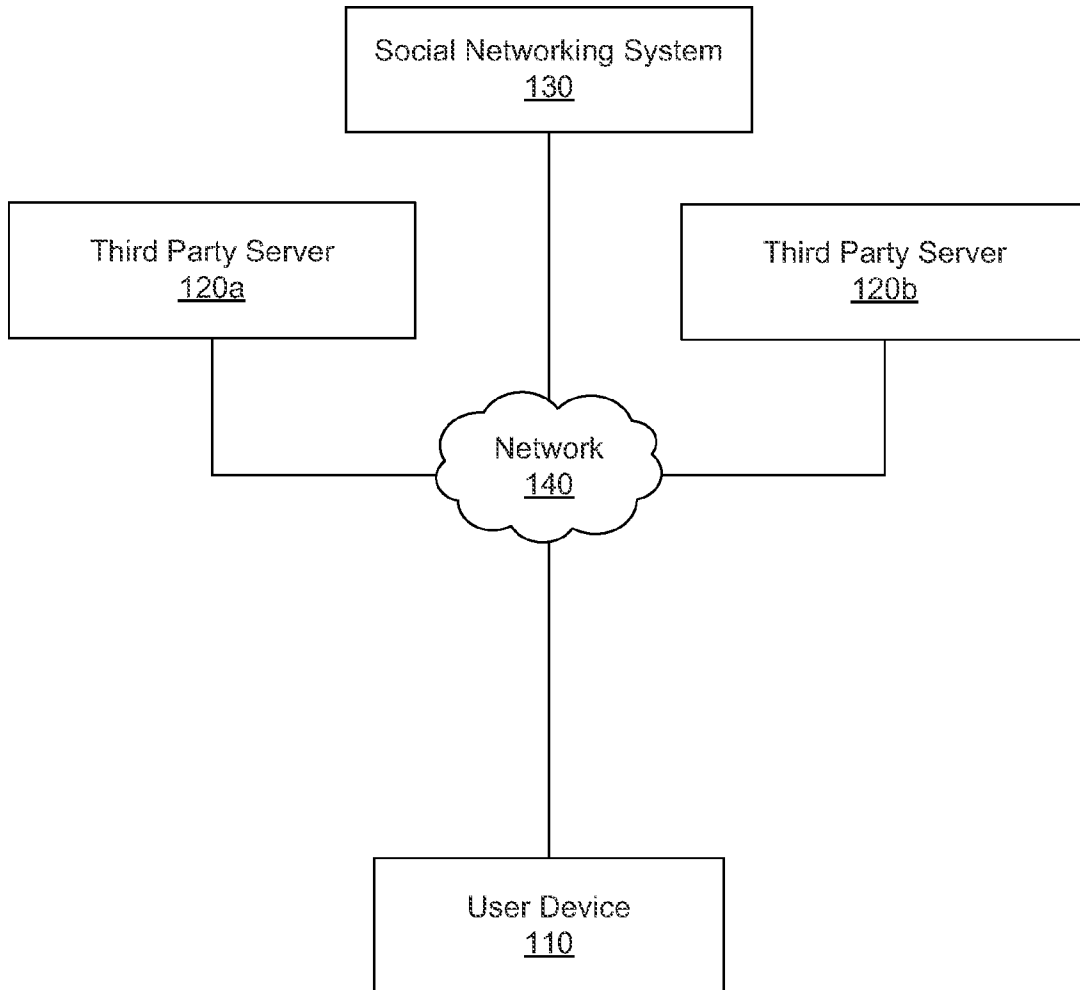 Social Networking System
130
Third Party Server
120a
Third Party Server
120b
Network
140
User Device
110